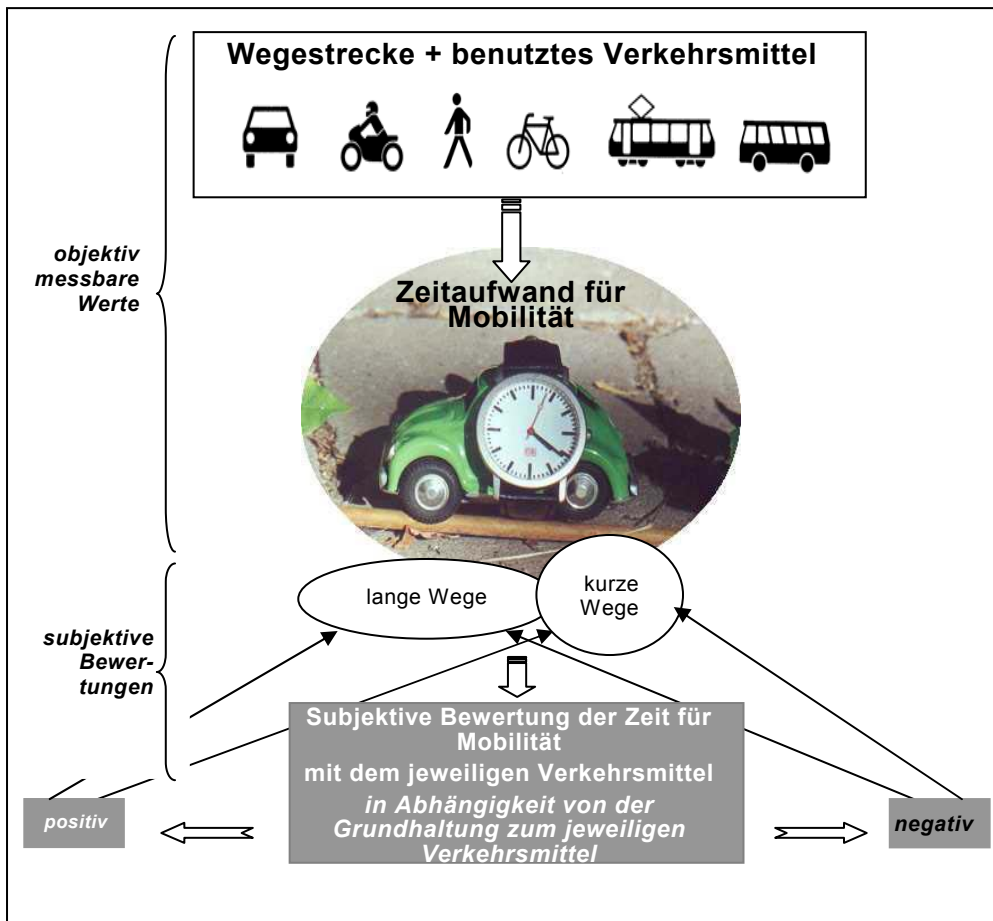 Wegestrecke + benutztes Verkehrsmittel
objektiv
messbare
Werte
Zeitaufwand für
Mobilität
lange Wege
kurze
Wege
subjektive
Bewer-
tungen
Subjektive Bewertung der Zeit für
Mobilität
mit dem jeweiligen Verkehrsmittel
in Abhängigkeit von der
Grundhaltung zum jeweiligen
Verkehrsmittel
positiv
negativ